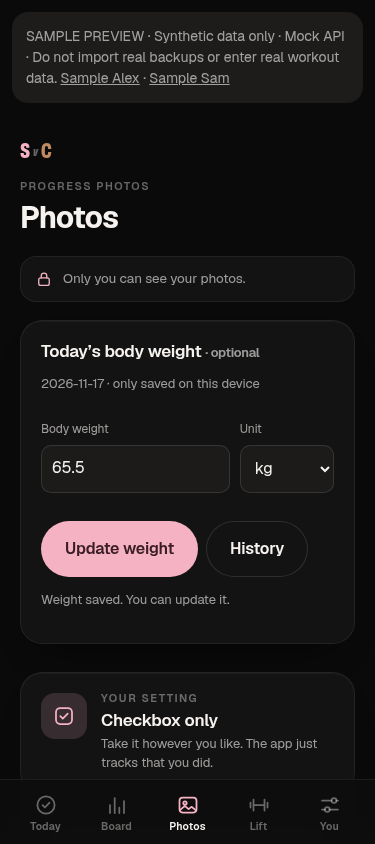 SAMPLE PREVIEW · Synthetic data only · Mock API
· Do not import real backups or enter real workout
data. Sample Alex · Sample Sam
S v C
PROGRESS PHOTOS
Photos
Only you can see your photos.
Today’s body weight · optional
2026-11-17 · only saved on this device
Body weight Unit
65.5 kg
Update weight History
Weight saved. You can update it.
YOUR SETTING
Checkbox only
Take it however you like. The app just
tracks that you did.
Today Board Photos Lift You